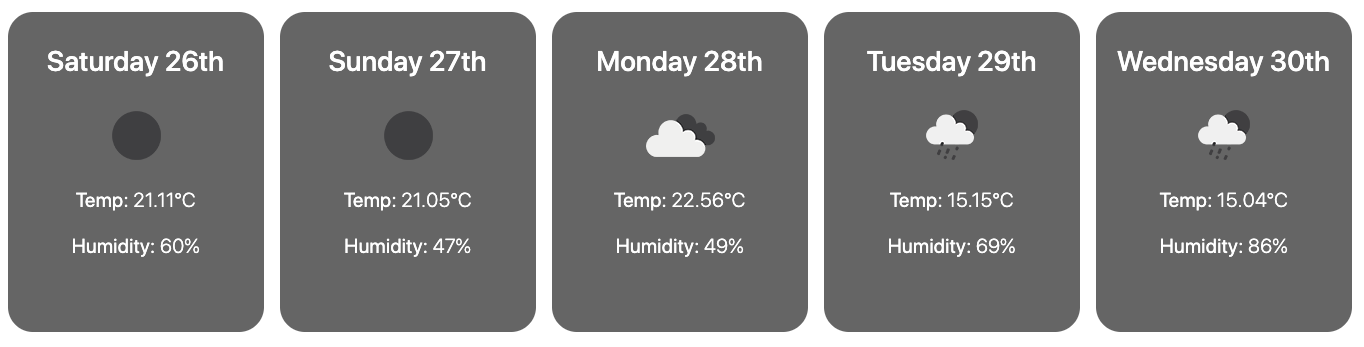 Saturday 26th
Temp: 21.11°C
Humidity: 60%
Sunday 27th
Temp: 21.05°C
Humidity: 47%
Monday 28th
Temp: 22.56°C
Humidity: 49%
Tuesday 29th
Temp: 15.15°C
Humidity: 69%
Wednesday 30th
Temp: 15.04°C
Humidity: 86%